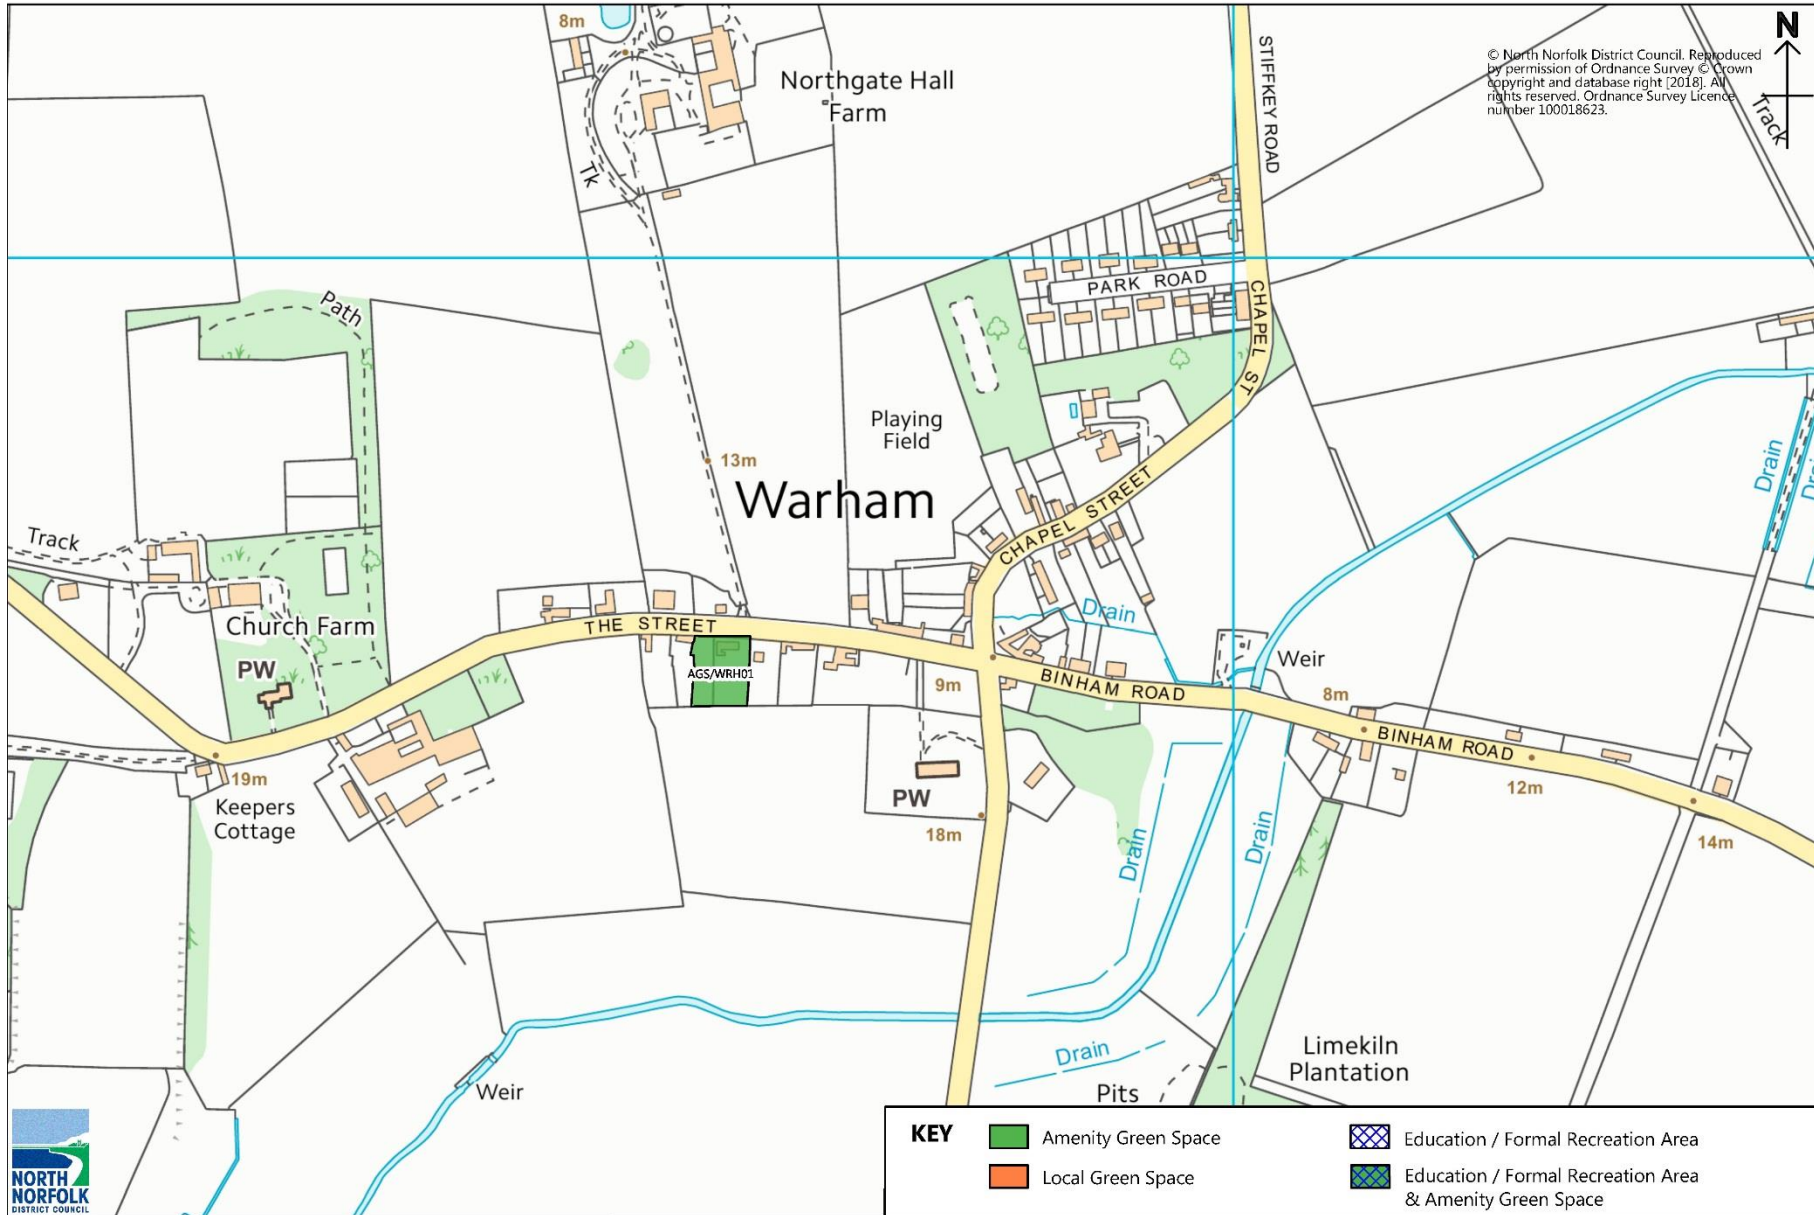 8m
Northgate Hall
Farm
Tk
STIFFKEY ROAD
© North Norfolk District Council. Reproduced
by permission of Ordnance Survey © Crown
copyright and database right [2018]. All
rights reserved. Ordnance Survey Licence
number 100018623.
N
Track
Path
PARK ROAD
CHAPEL ST
Playing
Field
13m
Warham
CHAPEL STREET
Drain
Track
Church Farm
PW
THE STREET
AGS/WRH01
Drain
9m
BINHAM ROAD
Weir
8m
BINHAM ROAD
12m
14m
19m
Keepers
Cottage
PW
18m
Drain
Drain
Drain
Weir
Pits
Limekiln
Plantation
KEY
Amenity Green Space
Local Green Space
Education / Formal Recreation Area
Education / Formal Recreation Area
& Amenity Green Space
NORTH
NORFOLK
DISTRICT COUNCIL